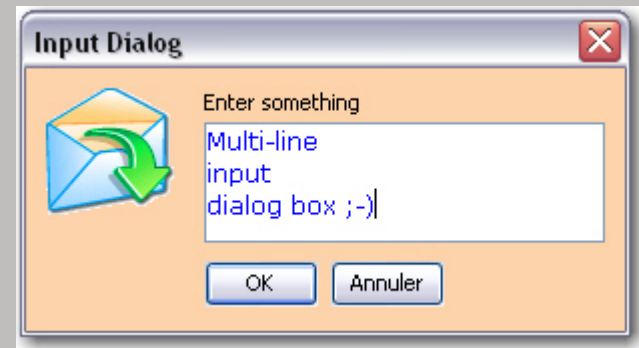 Input Dialog
Enter something
Multi-line
input
dialog box ;-)
OK Annuler